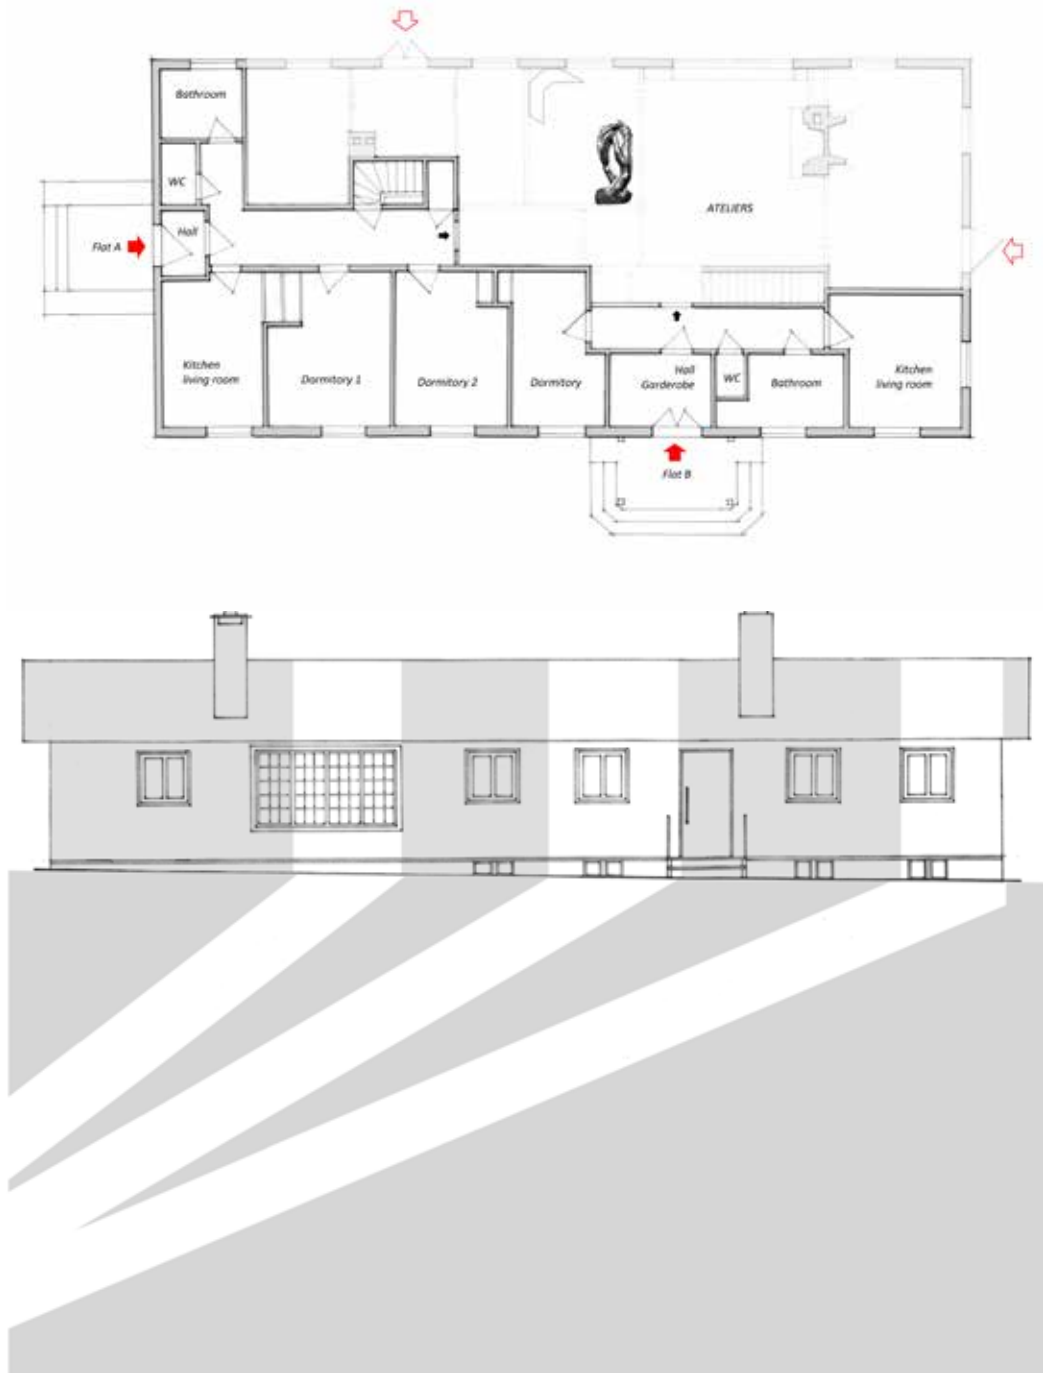 Bathroom
WC
ATELIERS
Hall
Flat A
Kitchen
living room
Dormitory 1
Dormitory 2
Dormitory
Hall
Garderobe
WC
Bathroom
Kitchen
living room
Flat B